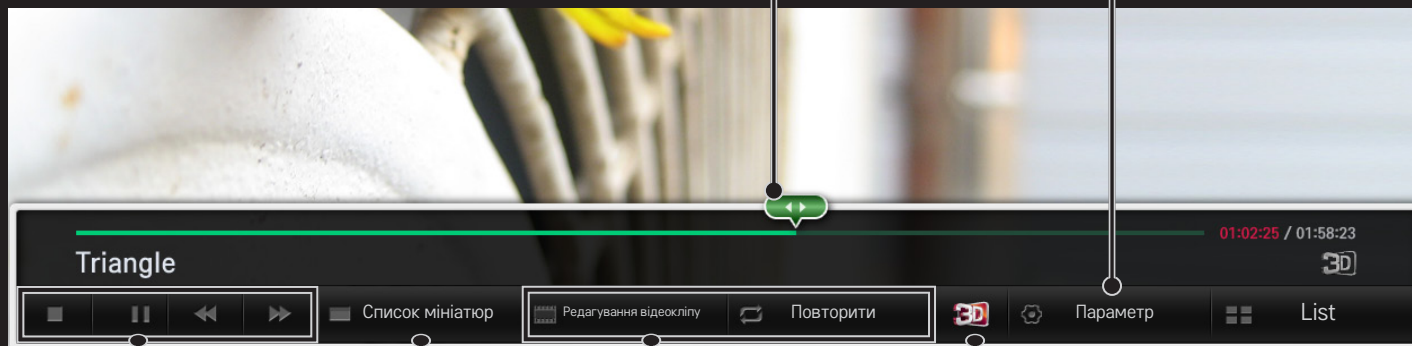 01:02:25 / 01:58:23
Triangle
3D
Список мініатюр
Редагування відеокліпу
Повторити
3D
Параметр
List